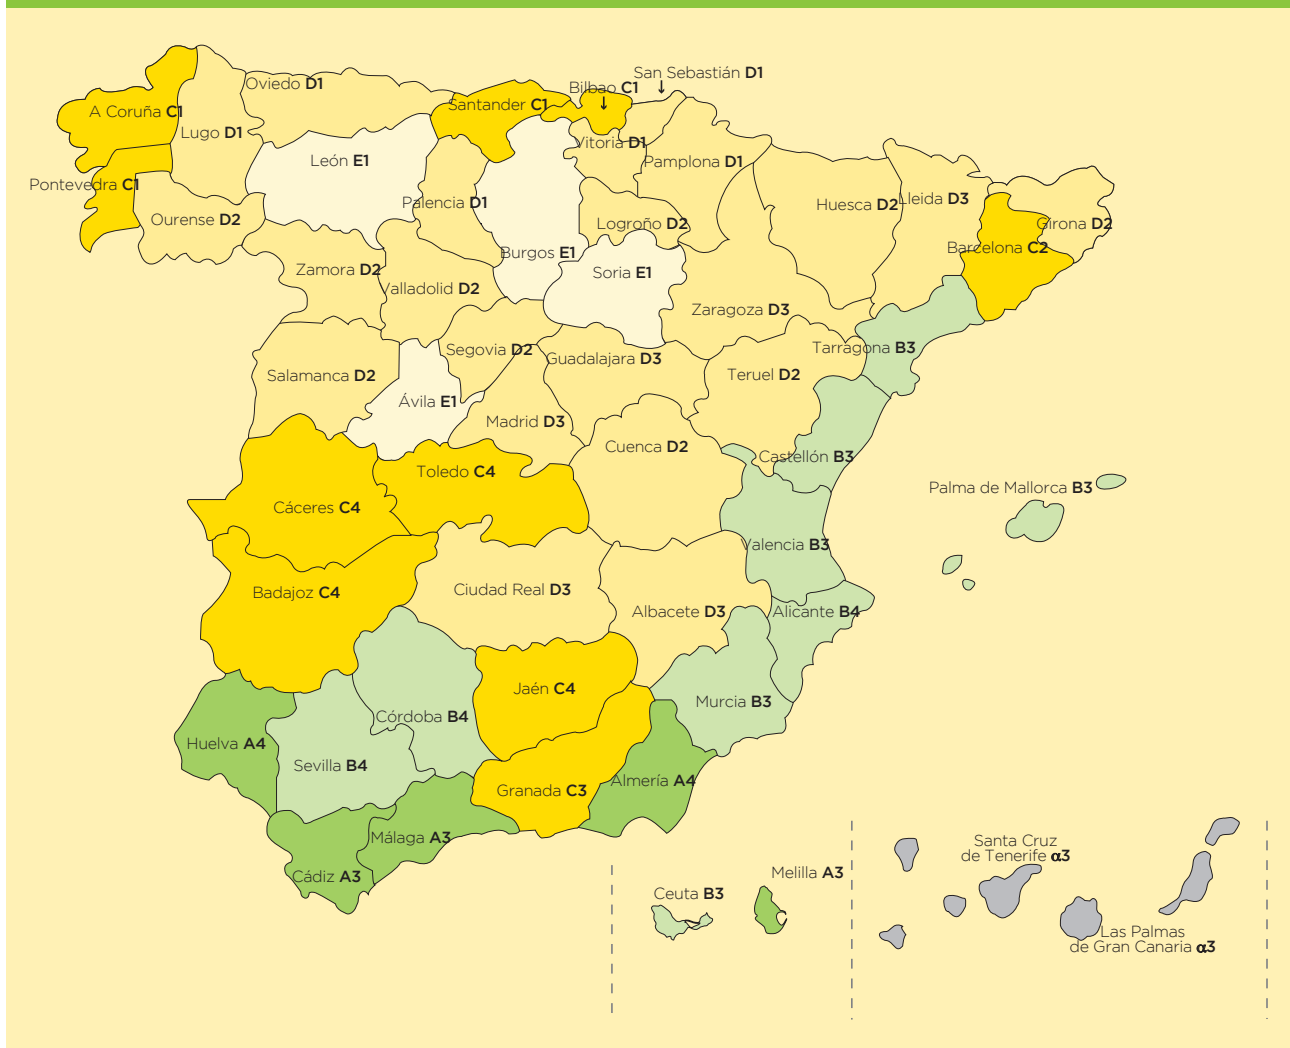 San Sebastián D1
Oviedo D1
Bilbao C1
Santander C1
A Coruña C1
Lugo D1
Vitoria D1
León E1
Pamplona D1
Pontevedra C1
Palencia D1
Huesca D2
Lleida D3
Ourense D2
Logroño D2
Girona D2
Burgos E1
Barcelona C2
Zamora D2
Soria E1
Valladolid D2
Zaragoza D3
Segovia D2
Guadalajara D3
Tarragona B3
Salamanca D2
Teruel D2
Ávila E1
Madrid D3
Cuenca D2
Castellón B3
Toledo C4
Palma de Mallorca B3
Cáceres C4
Valencia B3
Badajoz C4
Ciudad Real D3
Albacete D3
Alicante B4
Jaén C4
Murcia B3
Córdoba B4
Huelva A4
Sevilla B4
Almería A4
Granada C3
Málaga A3
Cádiz A3
Melilla A3
Ceuta B3
Santa Cruz
de Tenerife α3
Las Palmas
de Gran Canaria α3